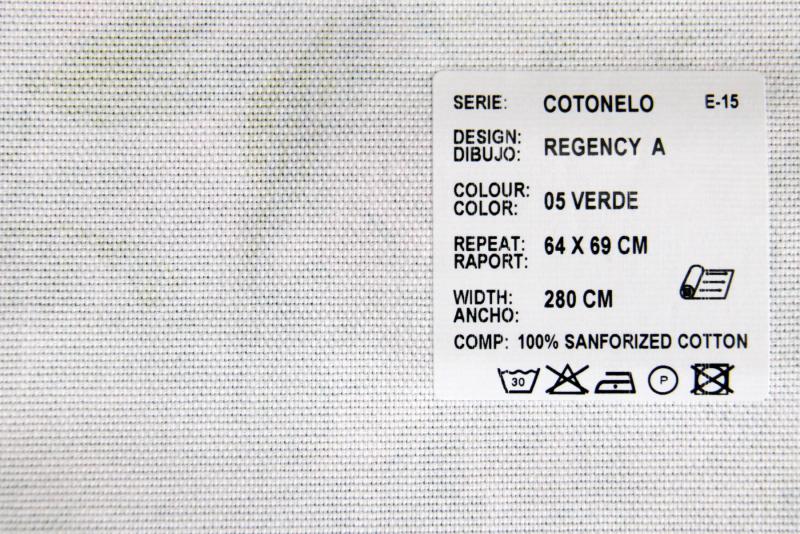 SERIE: COTONELO E-15
DESIGN:
DIBUJO: REGENCY A
COLOUR:
COLOR: 05 VERDE
REPEAT: 64 X 69 CM
RAPORT:
WIDTH: 280 CM
ANCHO:
COMP: 100% SANFORIZED COTTON
30 P